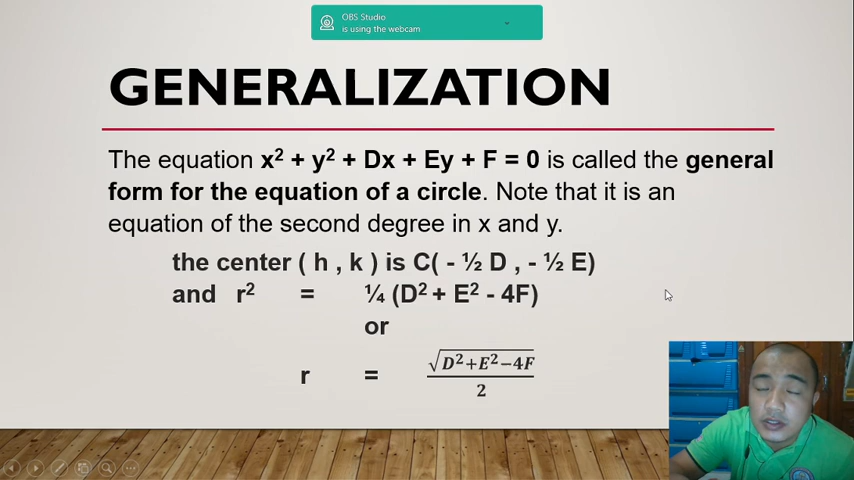 OBS Studio
is using the webcam
GENERALIZATION
The equation x² + y² + Dx + Ey + F = 0 is called the general
form for the equation of a circle. Note that it is an
equation of the second degree in x and y.
the center ( h , k ) is C( - ½ D , - ½ E)
and r² = ¼ (D² + E² - 4F)
or
r = √(D²+E²−4F) / 2